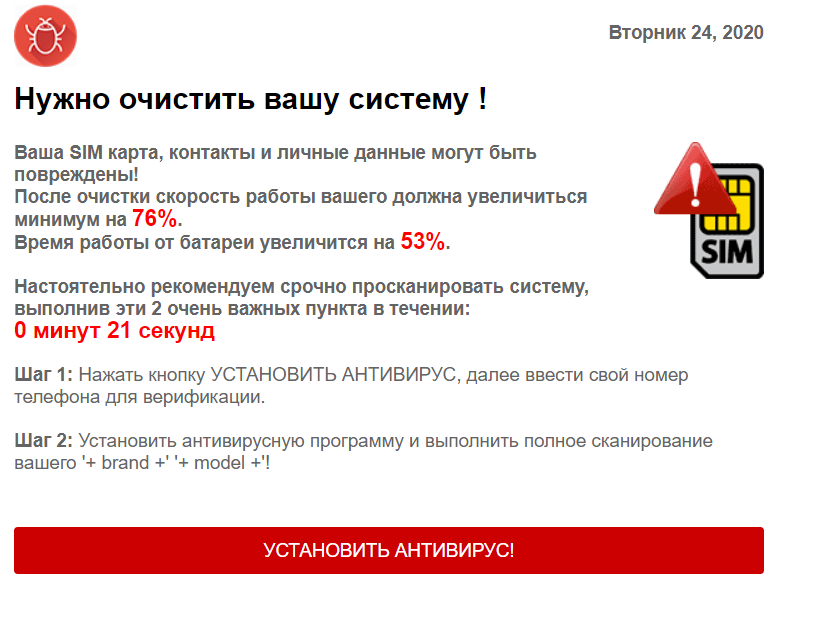 Вторник 24, 2020
Нужно очистить вашу систему !
Ваша SIM карта, контакты и личные данные могут быть
повреждены!
После очистки скорость работы вашего должна увеличиться
минимум на 76%.
Время работы от батареи увеличится на 53%.
SIM
Настоятельно рекомендуем срочно просканировать систему,
выполнив эти 2 очень важных пункта в течении:
0 минут 21 секунд
Шаг 1: Нажать кнопку УСТАНОВИТЬ АНТИВИРУС, далее ввести свой номер
телефона для верификации.
Шаг 2: Установить антивирусную программу и выполнить полное сканирование
вашего '+ brand +' '+ model +'!
УСТАНОВИТЬ АНТИВИРУС!